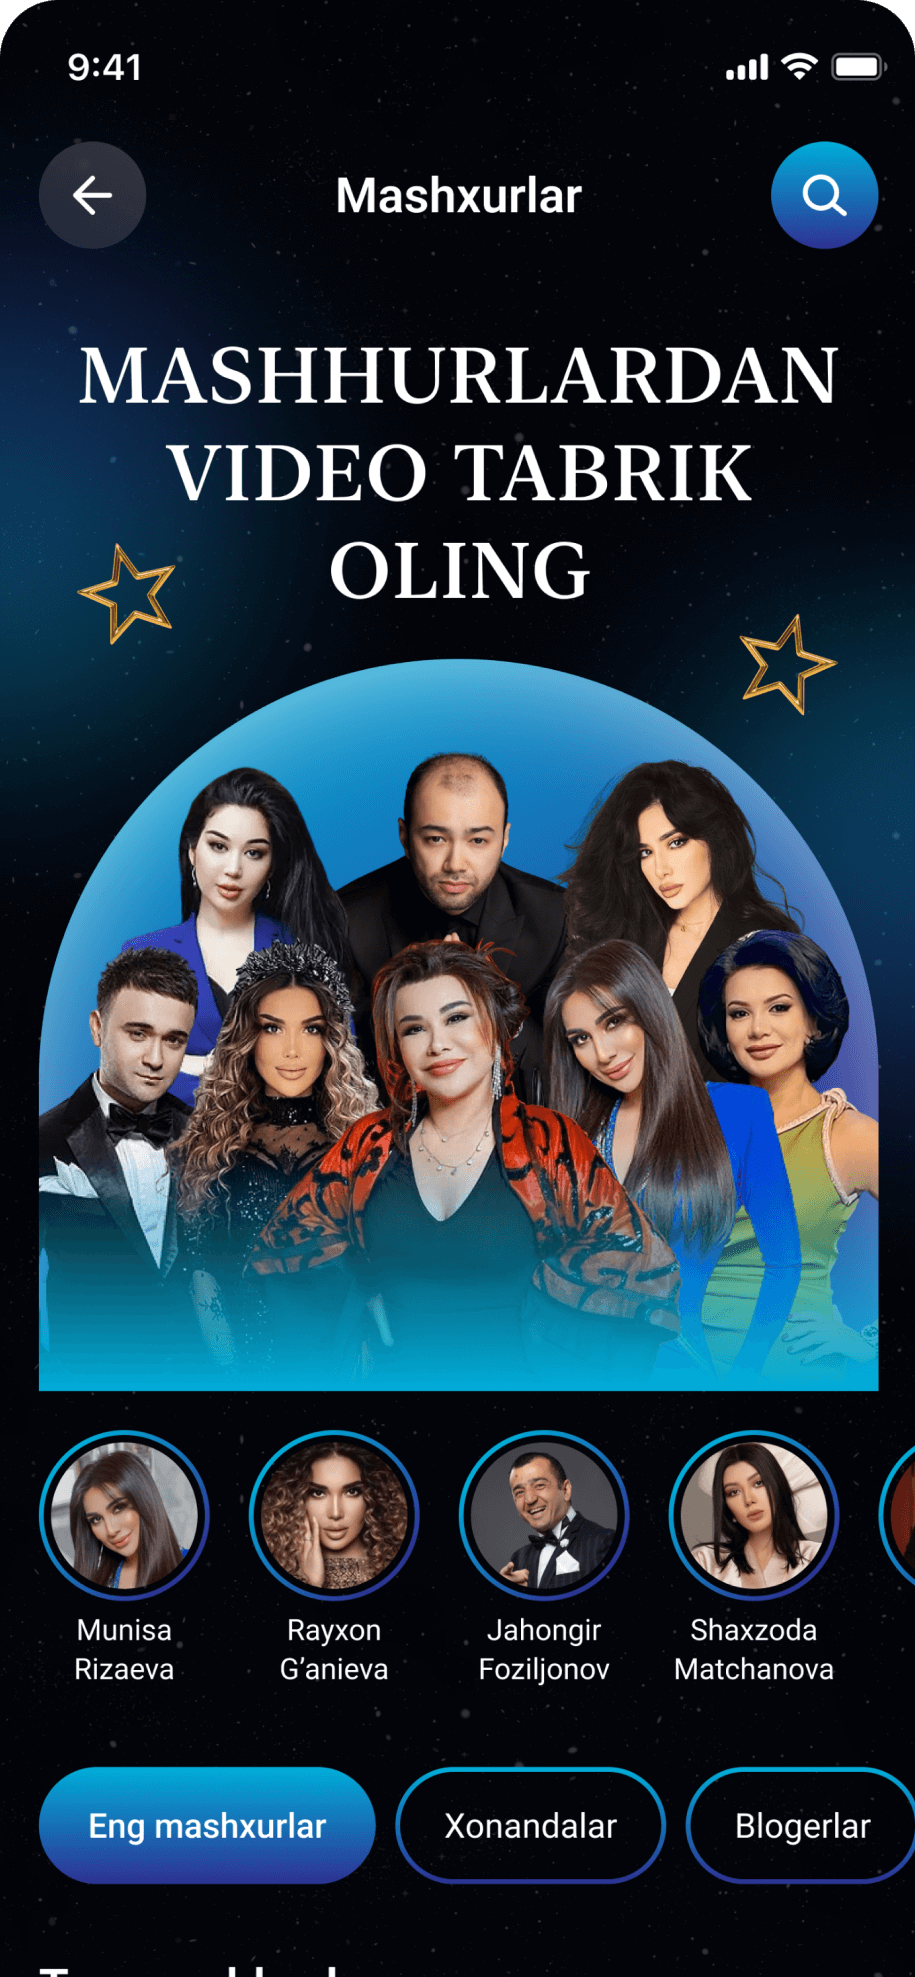 9:41
Mashxurlar
MASHHURLARDAN
VIDEO TABRIK
OLING
Munisa
Rizaeva
Rayxon
G’anieva
Jahongir
Foziljonov
Shaxzoda
Matchanova
Eng mashxurlar
Xonandalar
Blogerlar